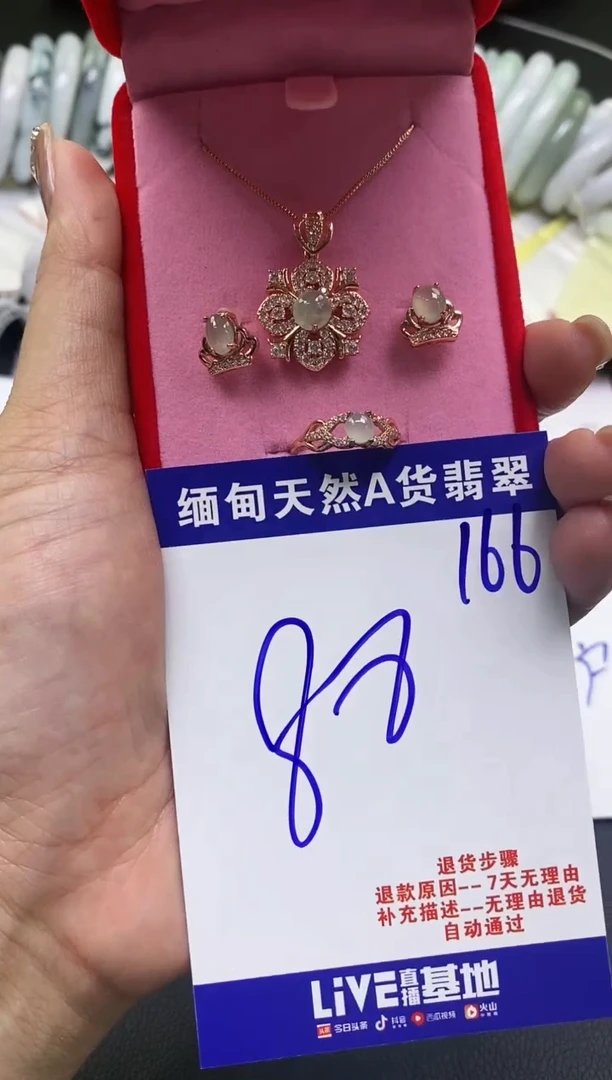 缅甸天然A货翡翠
166
退货步骤
退款原因--7天无理由
补充描述--无理由退货
自动通过
LiVE直播基地
头条 今日头条 抖音 西瓜视频 火山